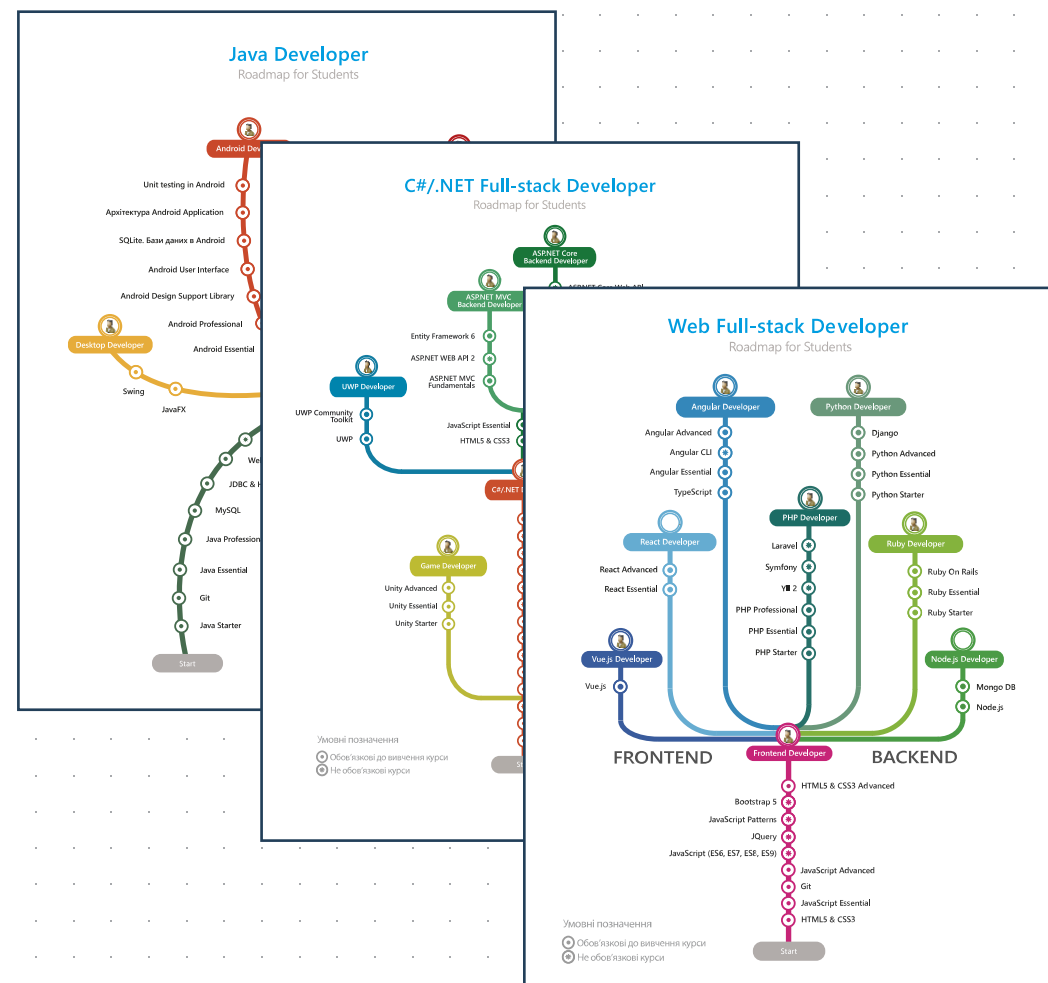 Java Developer
Roadmap for Students
Unit testing in Android
Архітектура Android Application
SQLite. Бази даних в Android
Android User Interface
Android Design Support Library
Android Professional
Android Essential
Desktop Developer
Swing
JavaFX
MySQL
Java Essential
Git
Java Starter
Start
C#/.NET Full-stack Developer
Roadmap for Students
ASP.NET Core
Backend Developer
ASP.NET MVC
Backend Developer
Entity Framework 6
ASP.NET WEB API 2
ASP.NET MVC
Fundamentals
UWP Developer
UWP Community
Toolkit
UWP
JavaScript Essential
HTML5 & CSS3
C#/.NET
Game Developer
Unity Advanced
Unity Essential
Unity Starter
Умовні позначення
Обов'язкові до вивчення курси
Не обов'язкові курси
Web Full-stack Developer
Roadmap for Students
Angular Developer
Angular Advanced
Angular CLI
Angular Essential
TypeScript
Python Developer
Django
Python Advanced
Python Essential
Python Starter
React Developer
React Advanced
React Essential
PHP Developer
Laravel
Symfony
2
PHP Professional
PHP Essential
PHP Starter
Ruby Developer
Ruby On Rails
Ruby Essential
Ruby Starter
Vue.js Developer
Vue.js
Node.js Developer
Mongo DB
Node.js
FRONTEND
BACKEND
Frontend Developer
HTML5 & CSS3 Advanced
Bootstrap 5
JavaScript Patterns
JQuery
JavaScript (ES6, ES7, ES8, ES9)
JavaScript Advanced
Git
JavaScript Essential
HTML5 & CSS3
Start
Умовні позначення
Обов'язкові до вивчення курси
Не обов'язкові курси